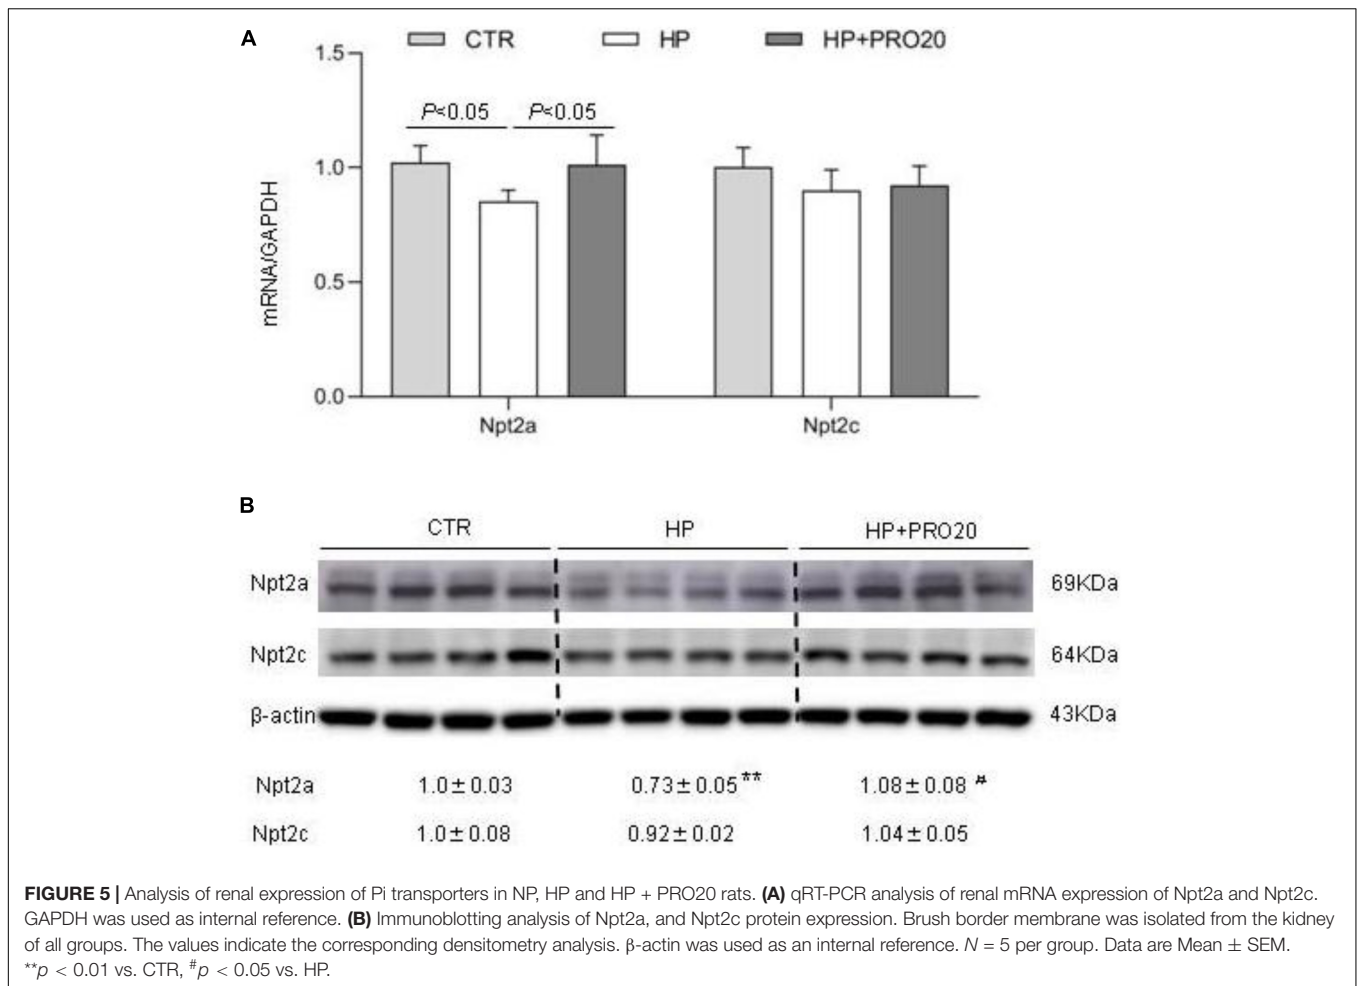 A
CTR HP HP+PRO20
1.5
P<0.05 P<0.05
1.0
mRNA/GAPDH
0.5
0.0
Npt2a Npt2c
B
CTR HP HP+PRO20
Npt2a 69KDa
Npt2c 64KDa
β-actin 43KDa
Npt2a 1.0±0.03 0.73±0.05** 1.08±0.08 #
Npt2c 1.0±0.08 0.92±0.02 1.04±0.05
FIGURE 5 | Analysis of renal expression of Pi transporters in NP, HP and HP + PRO20 rats. (A) qRT-PCR analysis of renal mRNA expression of Npt2a and Npt2c.
GAPDH was used as internal reference. (B) Immunoblotting analysis of Npt2a, and Npt2c protein expression. Brush border membrane was isolated from the kidney
of all groups. The values indicate the corresponding densitometry analysis. β-actin was used as an internal reference. N = 5 per group. Data are Mean ± SEM.
**p < 0.01 vs. CTR, #p < 0.05 vs. HP.